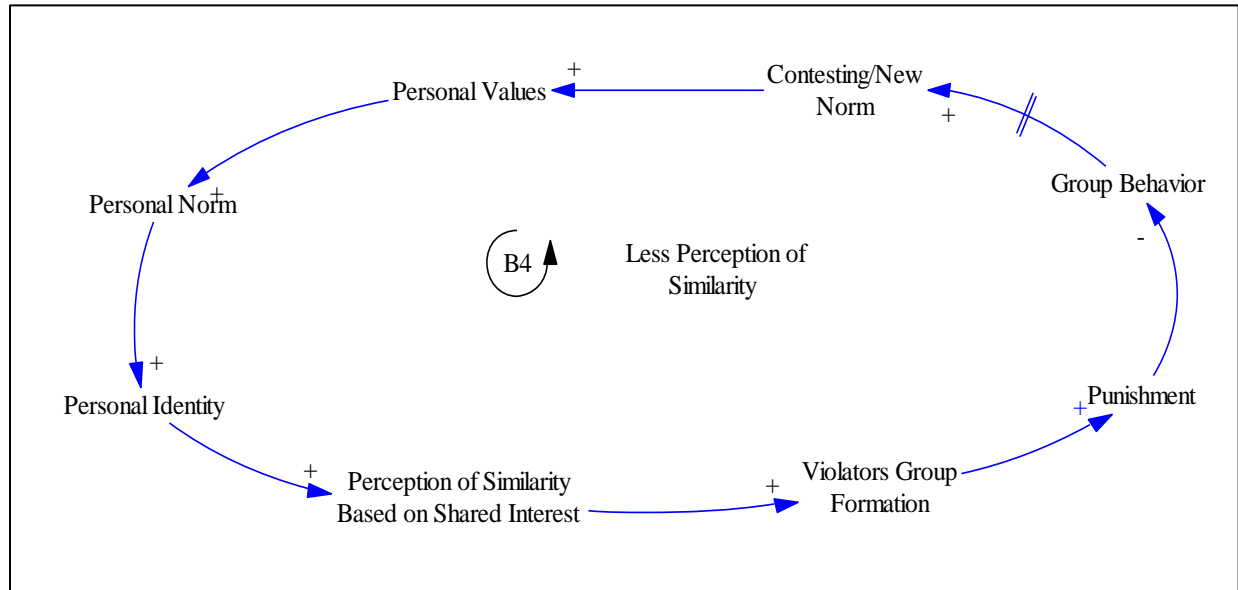 +
Personal Values
Contesting/New
Norm
+
Group Behavior
-
Personal Norm
+
B4
Less Perception of
Similarity
+
Personal Identity
+
Perception of Similarity
Based on Shared Interest
+
Violators Group
Formation
+
Punishment